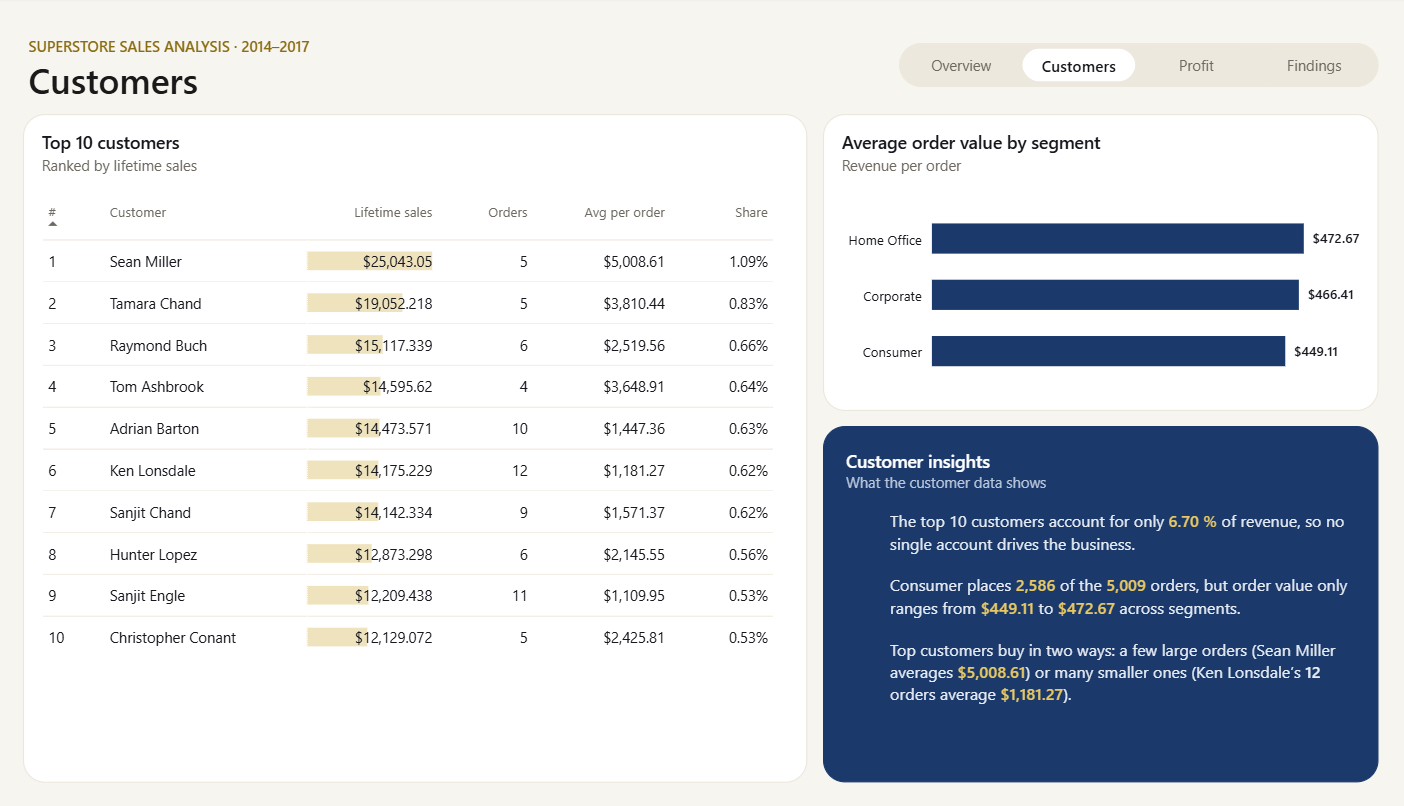 SUPERSTORE SALES ANALYSIS · 2014–2017
Customers
Overview Customers Profit Findings
Top 10 customers
Ranked by lifetime sales
# Customer Lifetime sales Orders Avg per order Share
1 Sean Miller $25,043.05 5 $5,008.61 1.09%
2 Tamara Chand $19,052.218 5 $3,810.44 0.83%
3 Raymond Buch $15,117.339 6 $2,519.56 0.66%
4 Tom Ashbrook $14,595.62 4 $3,648.91 0.64%
5 Adrian Barton $14,473.571 10 $1,447.36 0.63%
6 Ken Lonsdale $14,175.229 12 $1,181.27 0.62%
7 Sanjit Chand $14,142.334 9 $1,571.37 0.62%
8 Hunter Lopez $12,873.298 6 $2,145.55 0.56%
9 Sanjit Engle $12,209.438 11 $1,109.95 0.53%
10 Christopher Conant $12,129.072 5 $2,425.81 0.53%
Average order value by segment
Revenue per order
Home Office $472.67
Corporate $466.41
Consumer $449.11
Customer insights
What the customer data shows
The top 10 customers account for only 6.70 % of revenue, so no
single account drives the business.
Consumer places 2,586 of the 5,009 orders, but order value only
ranges from $449.11 to $472.67 across segments.
Top customers buy in two ways: a few large orders (Sean Miller
averages $5,008.61) or many smaller ones (Ken Lonsdale's 12
orders average $1,181.27).